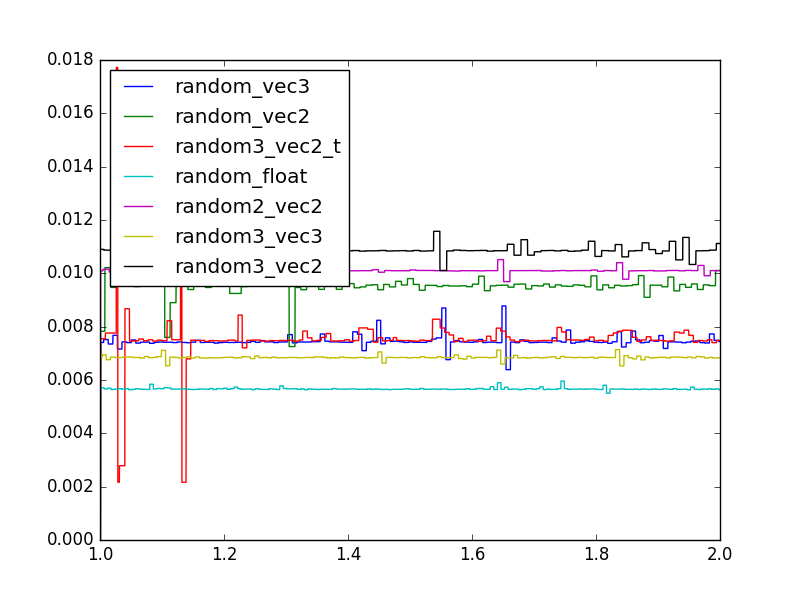 0.018
0.016
0.014
0.012
0.010
0.008
0.006
0.004
0.002
0.000
random_vec3
random_vec2
random3_vec2_t
random_float
random2_vec2
random3_vec3
random3_vec2
1.0 1.2 1.4 1.6 1.8 2.0